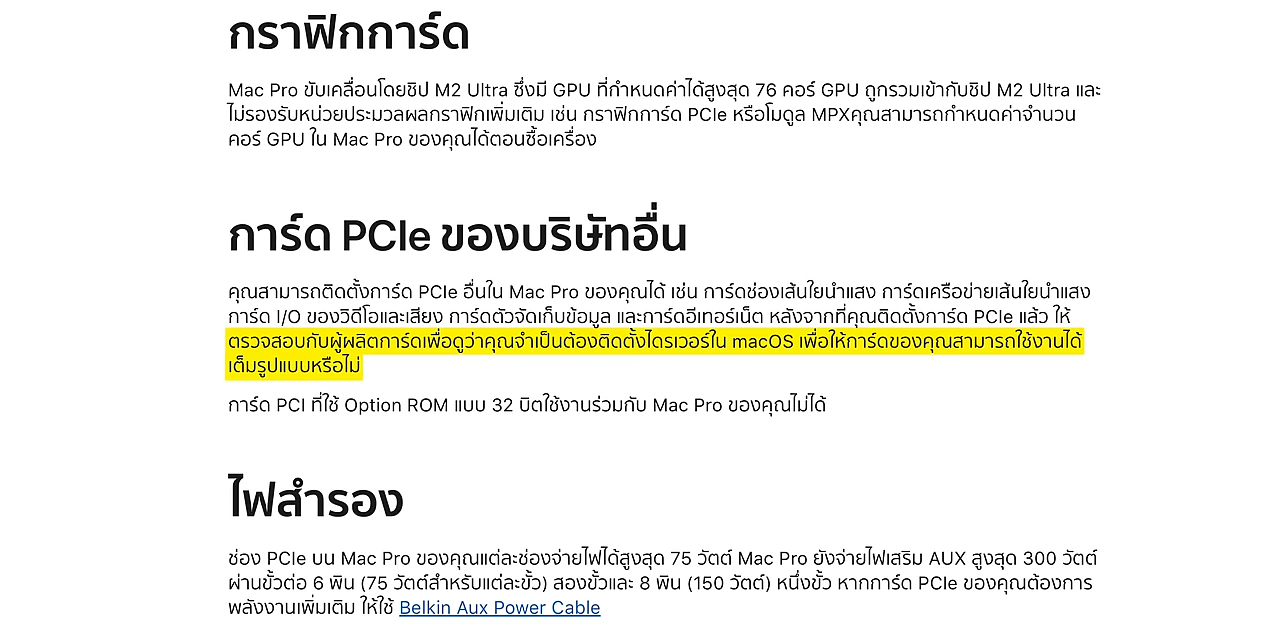 กราฟิกการ์ด
Mac Pro ขับเคลื่อนโดยชิป M2 Ultra ซึ่งมี GPU ที่กำหนดค่าได้สูงสุด 76 คอร์ GPU ถูกรวมเข้ากับชิป M2 Ultra และ
ไม่รองรับหน่วยประมวลผลกราฟิกเพิ่มเติม เช่น กราฟิกการ์ด PCIe หรือโมดูล MPXคุณสามารถกำหนดค่าจำนวน
คอร์ GPU ใน Mac Pro ของคุณได้ตอนซื้อเครื่อง
การ์ด PCIe ของบริษัทอื่น
คุณสามารถติดตั้งการ์ด PCIe อื่นใน Mac Pro ของคุณได้ เช่น การ์ดช่องเส้นใยนำแสง การ์ดเครือข่ายเส้นใยนำแสง
การ์ด I/O ของวิดีโอและเสียง การ์ดตัวจัดเก็บข้อมูล และการ์ดอีเทอร์เน็ต หลังจากที่คุณติดตั้งการ์ด PCIe แล้ว ให้
ตรวจสอบกับผู้ผลิตการ์ดเพื่อดูว่าคุณจำเป็นต้องติดตั้งไดรเวอร์ใน macOS เพื่อให้การ์ดของคุณสามารถใช้งานได้
เต็มรูปแบบหรือไม่
การ์ด PCI ที่ใช้ Option ROM แบบ 32 บิตใช้งานร่วมกับ Mac Pro ของคุณไม่ได้
ไฟสำรอง
ช่อง PCIe บน Mac Pro ของคุณแต่ละช่องจ่ายไฟได้สูงสุด 75 วัตต์ Mac Pro ยังจ่ายไฟเสริม AUX สูงสุด 300 วัตต์
ผ่านขั้วต่อ 6 พิน (75 วัตต์สำหรับแต่ละขั้ว) สองขั้วและ 8 พิน (150 วัตต์) หนึ่งขั้ว หากการ์ด PCIe ของคุณต้องการ
พลังงานเพิ่มเติม ให้ใช้ Belkin Aux Power Cable